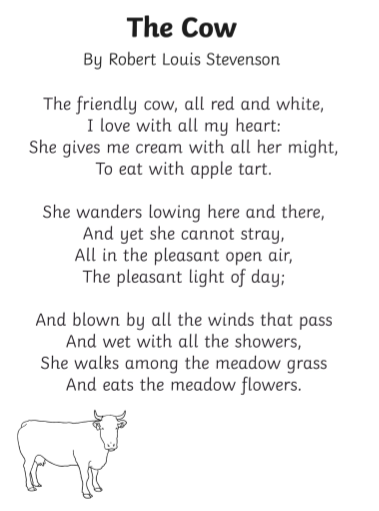 The Cow
By Robert Louis Stevenson
The friendly cow, all red and white,
I love with all my heart:
She gives me cream with all her might,
To eat with apple tart.
She wanders lowing here and there,
And yet she cannot stray,
All in the pleasant open air,
The pleasant light of day;
And blown by all the winds that pass
And wet with all the showers,
She walks among the meadow grass
And eats the meadow flowers.